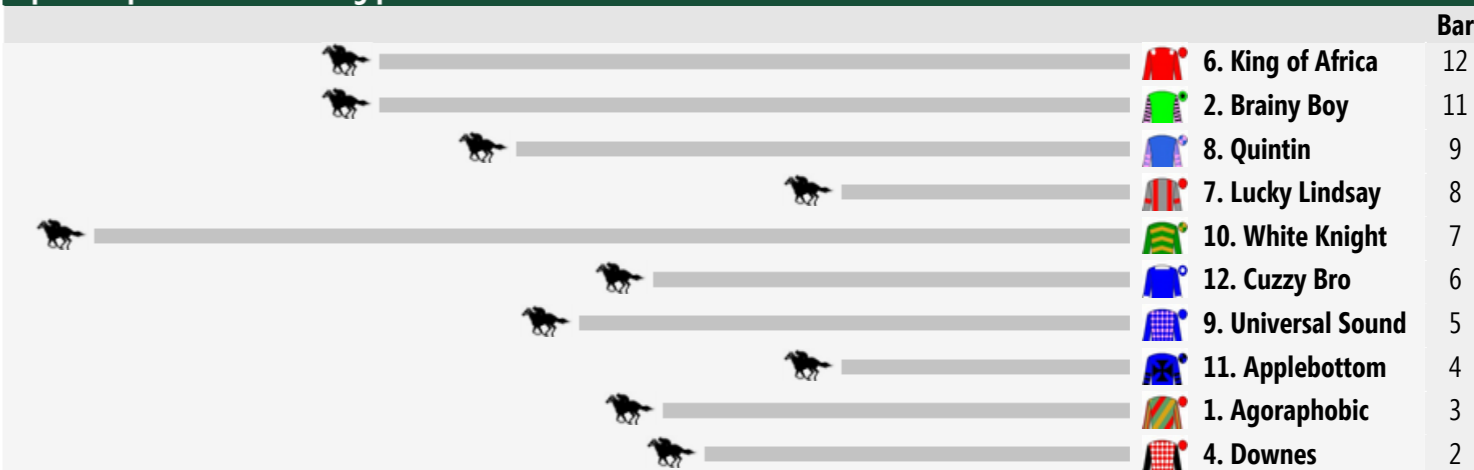 Bar
6. King of Africa 12
2. Brainy Boy 11
8. Quintin 9
7. Lucky Lindsay 8
10. White Knight 7
12. Cuzzy Bro 6
9. Universal Sound 5
11. Applebottom 4
1. Agoraphobic 3
4. Downes 2